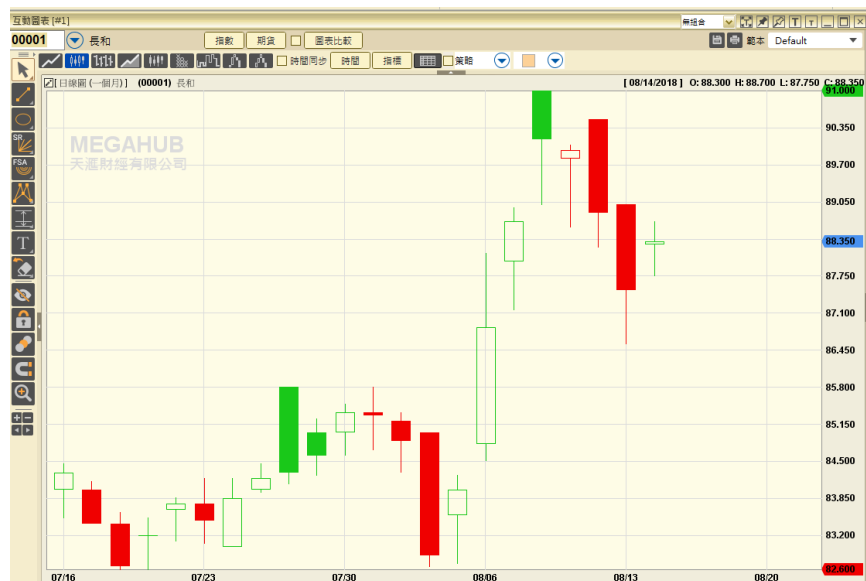 互動圖表 [#1] 無組合
00001 長和 指數 期貨 圖表比較 範本 Default
時間同步 時間 指標 策略
[ 日線圖 (一個月) ] (00001) 長和 [ 08/14/2018 ] O: 88.300 H: 88.700 L: 87.750 C: 88.350
MEGAHUB
天滙財經有限公司
SR
FSA
T
91.000
90.350
89.700
89.050
88.350
87.750
87.100
86.450
85.800
85.150
84.500
83.850
83.200
82.600
07/16 07/23 07/30 08/06 08/13 08/20